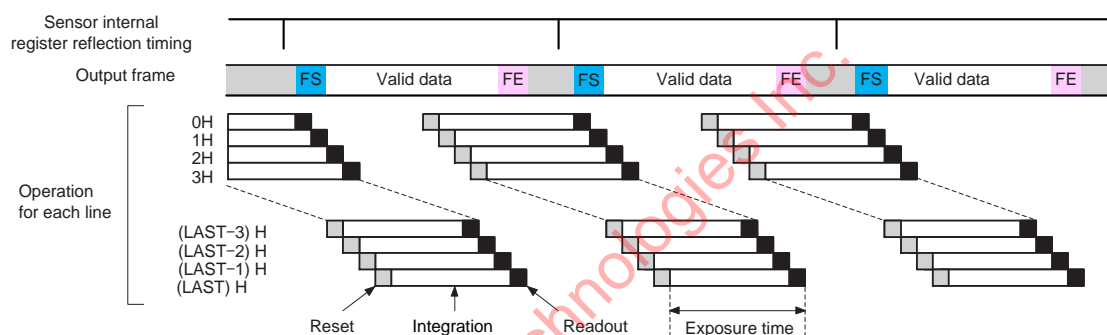 Sensor internal
register reflection timing
Output frame
FS Valid data FE FS Valid data FE FS Valid data FE
Operation
for each line
0H
1H
2H
3H
(LAST−3) H
(LAST−2) H
(LAST−1) H
(LAST) H
Reset Integration Readout Exposure time
chnologies Inc.